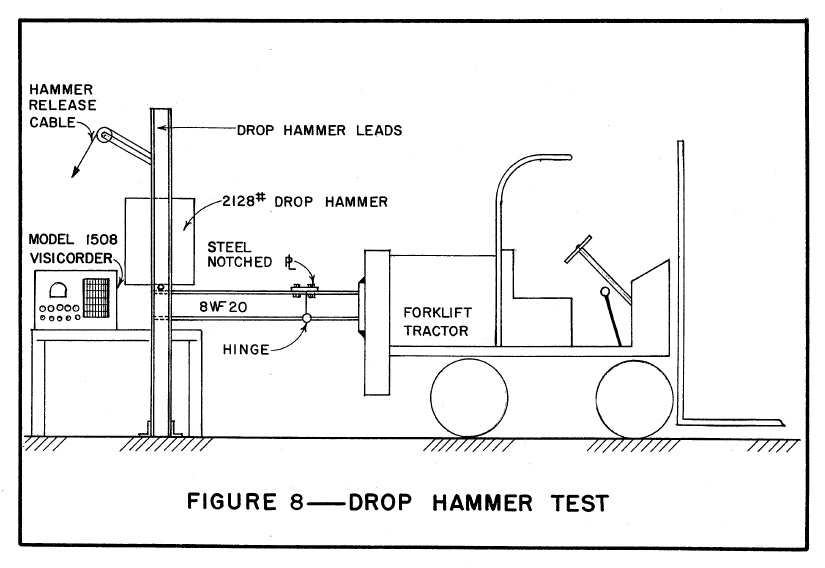 HAMMER
RELEASE
CABLE
DROP HAMMER LEADS
2128# DROP HAMMER
MODEL 1508
VISICORDER
STEEL
NOTCHED ⅊
8WF20
HINGE
FORKLIFT
TRACTOR
FIGURE 8—DROP HAMMER TEST